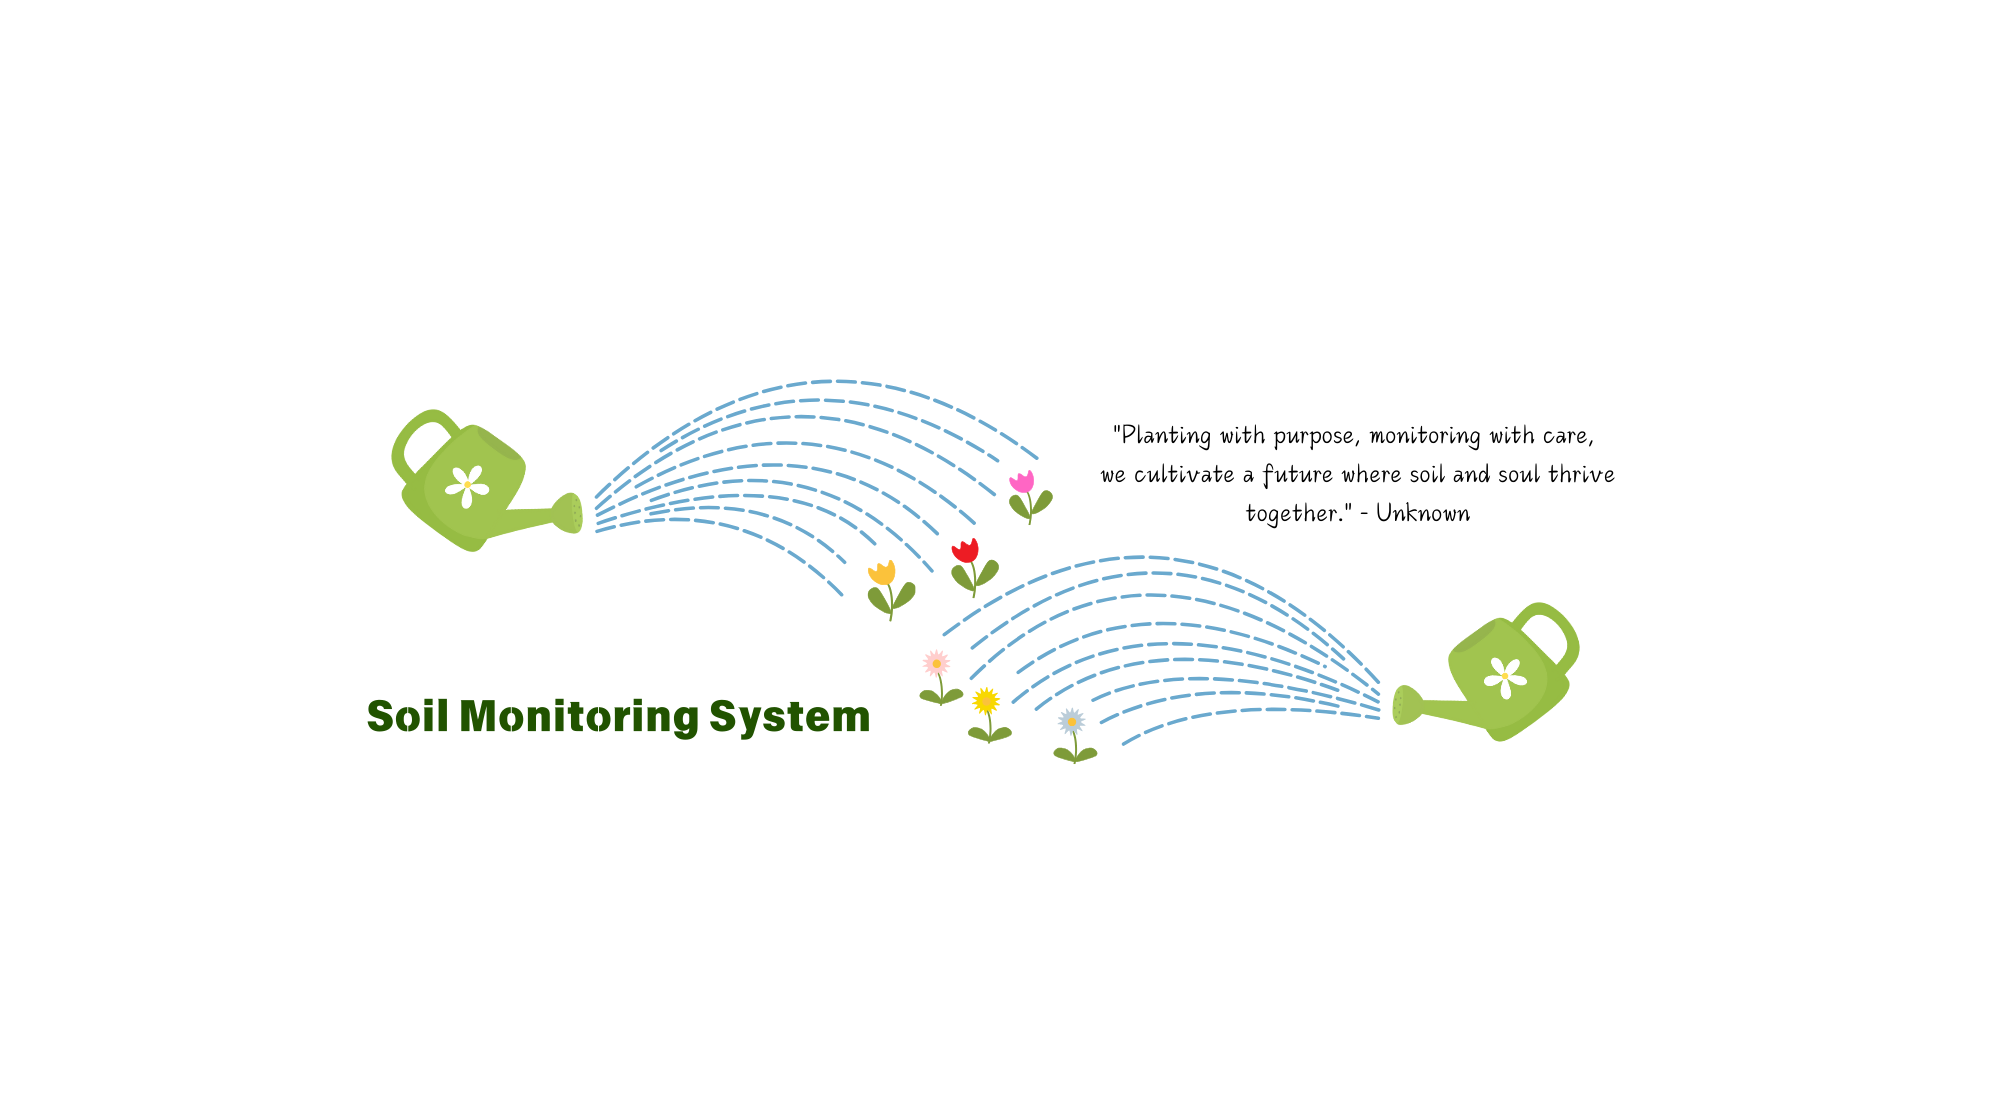 "Planting with purpose, monitoring with care,
we cultivate a future where soil and soul thrive
together." - Unknown
Soil Monitoring System